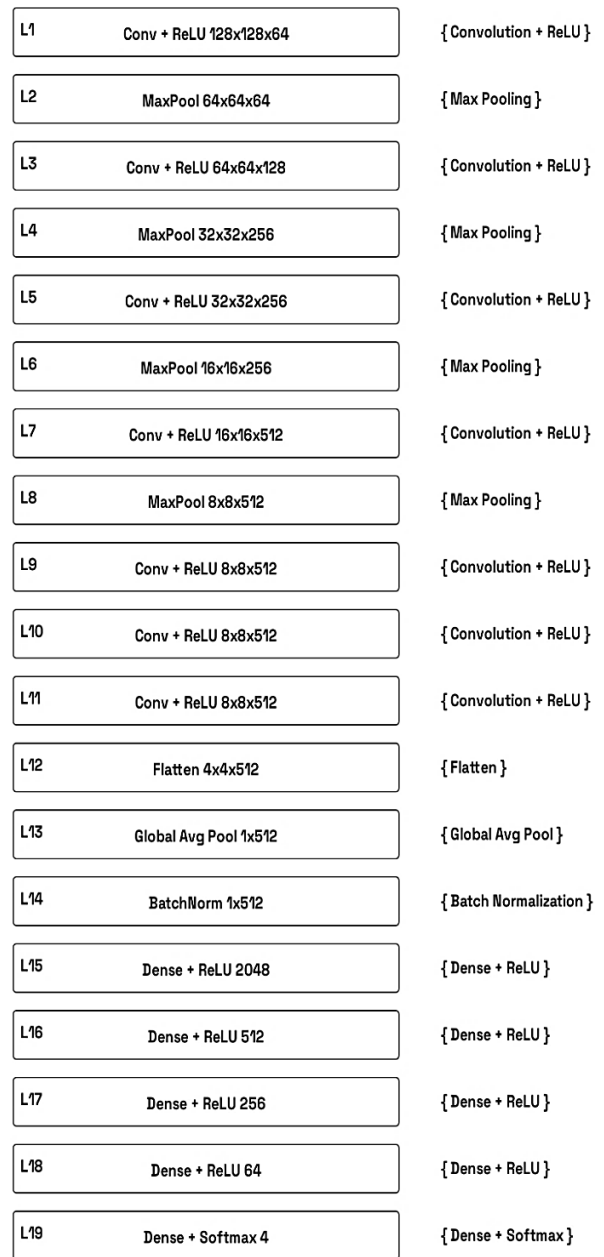 L1 Conv + ReLU 128x128x64 { Convolution + ReLU }
L2 MaxPool 64x64x64 { Max Pooling }
L3 Conv + ReLU 64x64x128 { Convolution + ReLU }
L4 MaxPool 32x32x256 { Max Pooling }
L5 Conv + ReLU 32x32x256 { Convolution + ReLU }
L6 MaxPool 16x16x256 { Max Pooling }
L7 Conv + ReLU 16x16x512 { Convolution + ReLU }
L8 MaxPool 8x8x512 { Max Pooling }
L9 Conv + ReLU 8x8x512 { Convolution + ReLU }
L10 Conv + ReLU 8x8x512 { Convolution + ReLU }
L11 Conv + ReLU 8x8x512 { Convolution + ReLU }
L12 Flatten 4x4x512 { Flatten }
L13 Global Avg Pool 1x512 { Global Avg Pool }
L14 BatchNorm 1x512 { Batch Normalization }
L15 Dense + ReLU 2048 { Dense + ReLU }
L16 Dense + ReLU 512 { Dense + ReLU }
L17 Dense + ReLU 256 { Dense + ReLU }
L18 Dense + ReLU 64 { Dense + ReLU }
L19 Dense + Softmax 4 { Dense + Softmax }